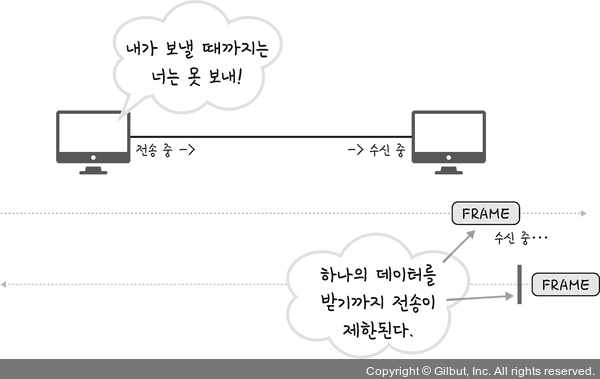 내가 보낼 때까지는
너는 못 보내!
전송 중 ->
-> 수신 중
FRAME
수신 중···
하나의 데이터를
받기까지 전송이
제한된다.
FRAME
Copyright © Gilbut, Inc. All rights reserved.